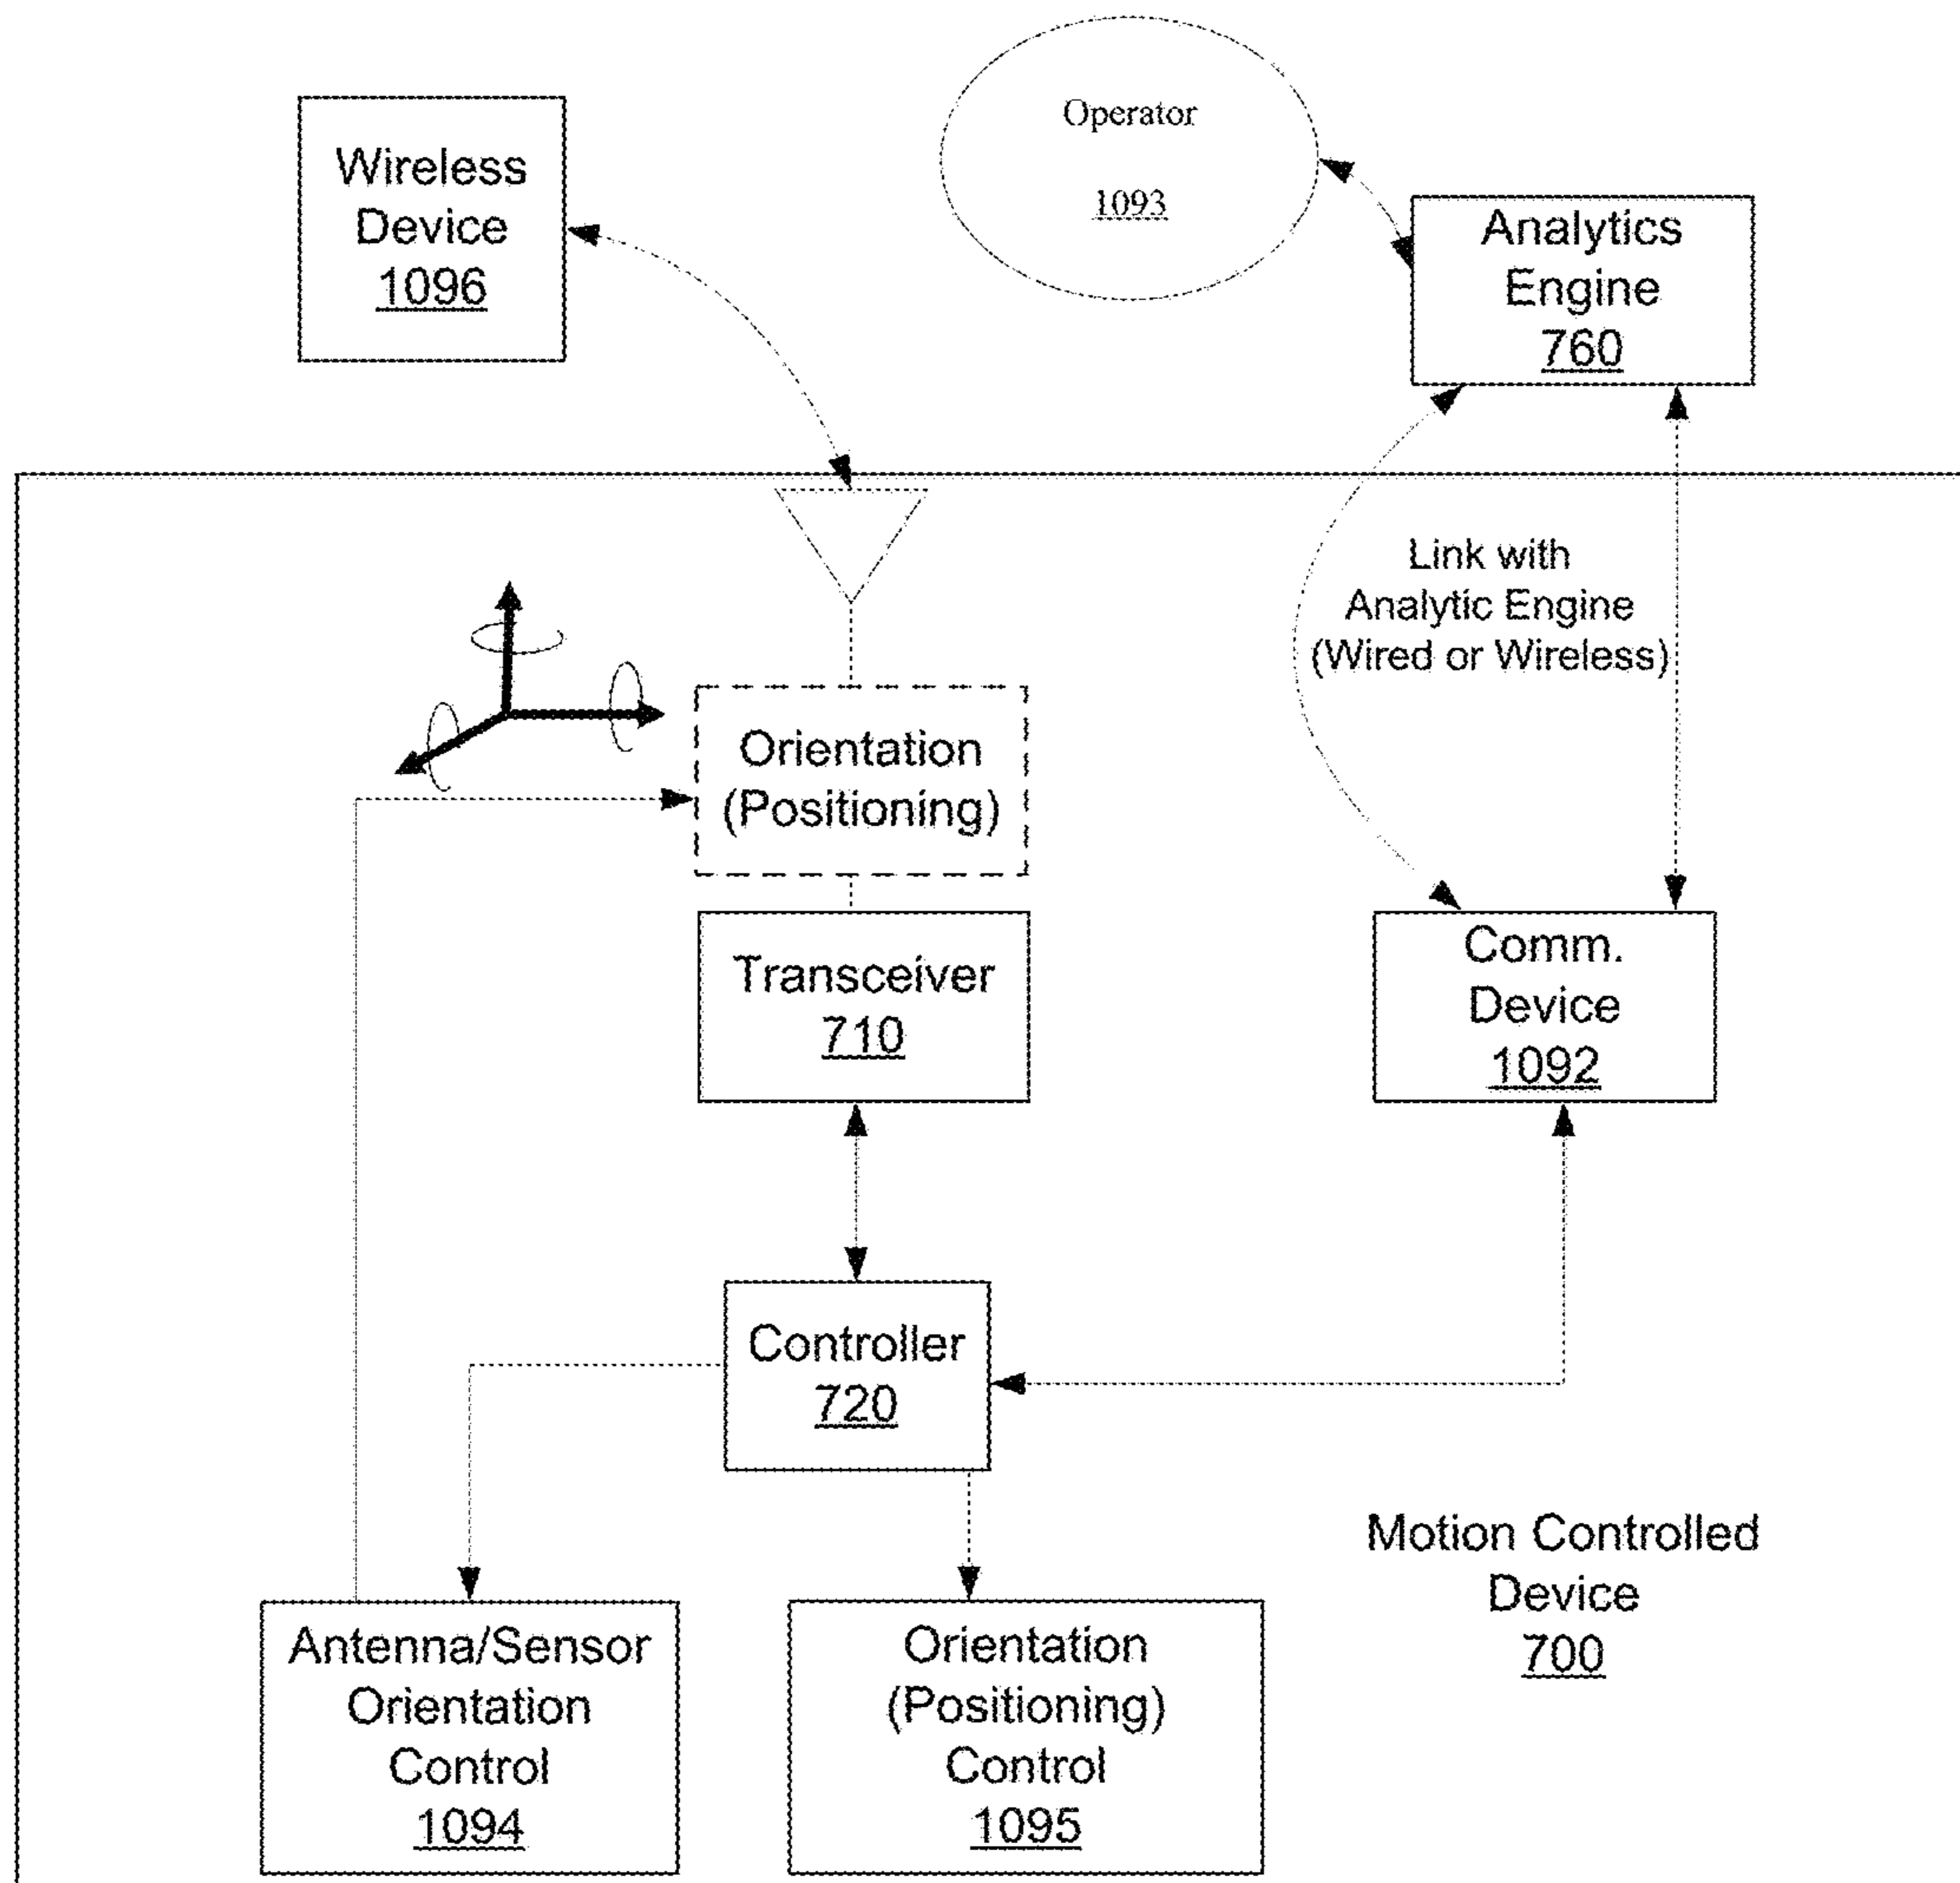 Operator
1093
Wireless
Device
1096
Analytics
Engine
760
Link with
Analytic Engine
(Wired or Wireless)
Orientation
(Positioning)
Transceiver
710
Comm.
Device
1092
Controller
720
Motion Controlled
Device
700
Antenna/Sensor
Orientation
Control
1094
Orientation
(Positioning)
Control
1095